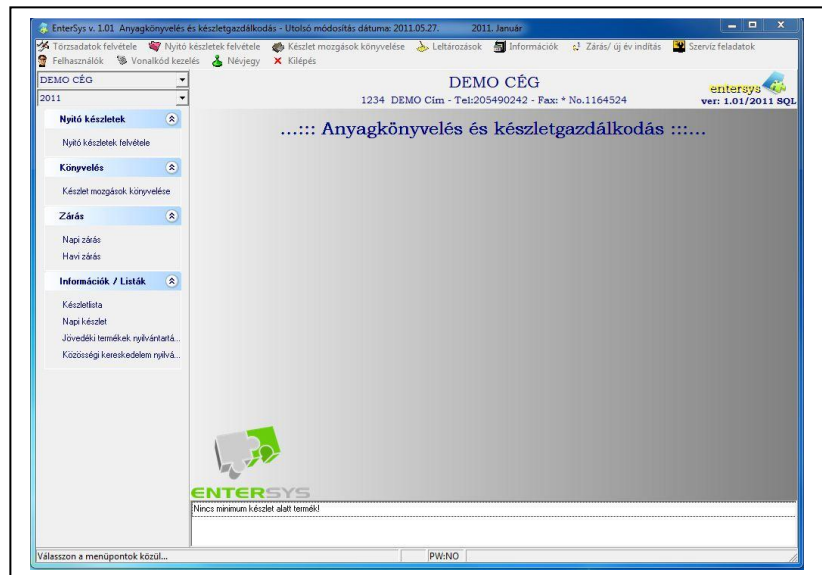 EnterSys v. 1.01 Anyagkönyvelés és készletgazdálkodás - Utolsó módosítás dátuma: 2011.05.27. 2011. Január
Törzsadatok felvétele Nyitó készletek felvétele Készlet mozgások könyvelése Leltározások Információk Zárás/ új év indítás Szervíz feladatok
Felhasználók Vonalkód kezelés Névjegy Kilépés
DEMO CÉG
2011
DEMO CÉG
1234 DEMO Cím - Tel:205490242 - Fax: * No.1164524
entersys
ver: 1.01/2011 SQL
...::: Anyagkönyvelés és készletgazdálkodás :::...
Nyitó készletek
Nyitó készletek felvétele
Könyvelés
Készlet mozgások könyvelése
Zárás
Napi zárás
Havi zárás
Információk / Listák
Készletlista
Napi készlet
Jövedéki termékek nyilvántartá...
Közösségi kereskedelem nyilvá...
ENTERSYS
Nincs minimum készlet alatt termék!
Válasszon a menüpontok közül...
PW:NO